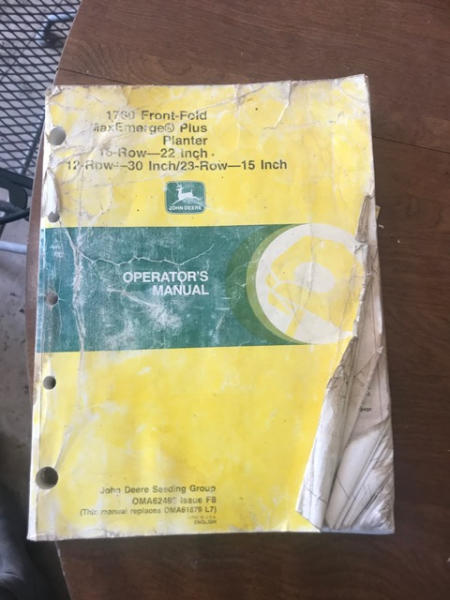 1760 Front-Fold
MaxEmerge® Plus
Planter
16-Row—22 Inch
12-Row—30 Inch/23-Row—15 Inch
JOHN DEERE
OPERATOR'S
MANUAL
John Deere Seeding Group
Issue F8
(This manual replaces OMA61879 L7)
ENGLISH